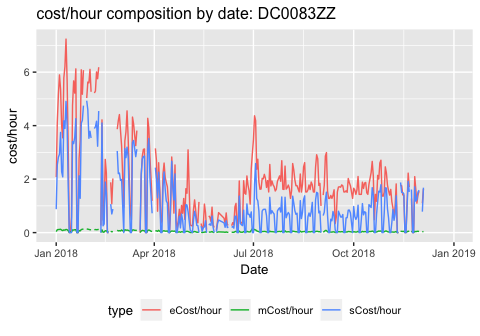 cost/hour composition by date: DC0083ZZ
cost/hour
6
4
2
0
Jan 2018
Apr 2018
Jul 2018
Oct 2018
Jan 2019
Date
type
eCost/hour
mCost/hour
sCost/hour